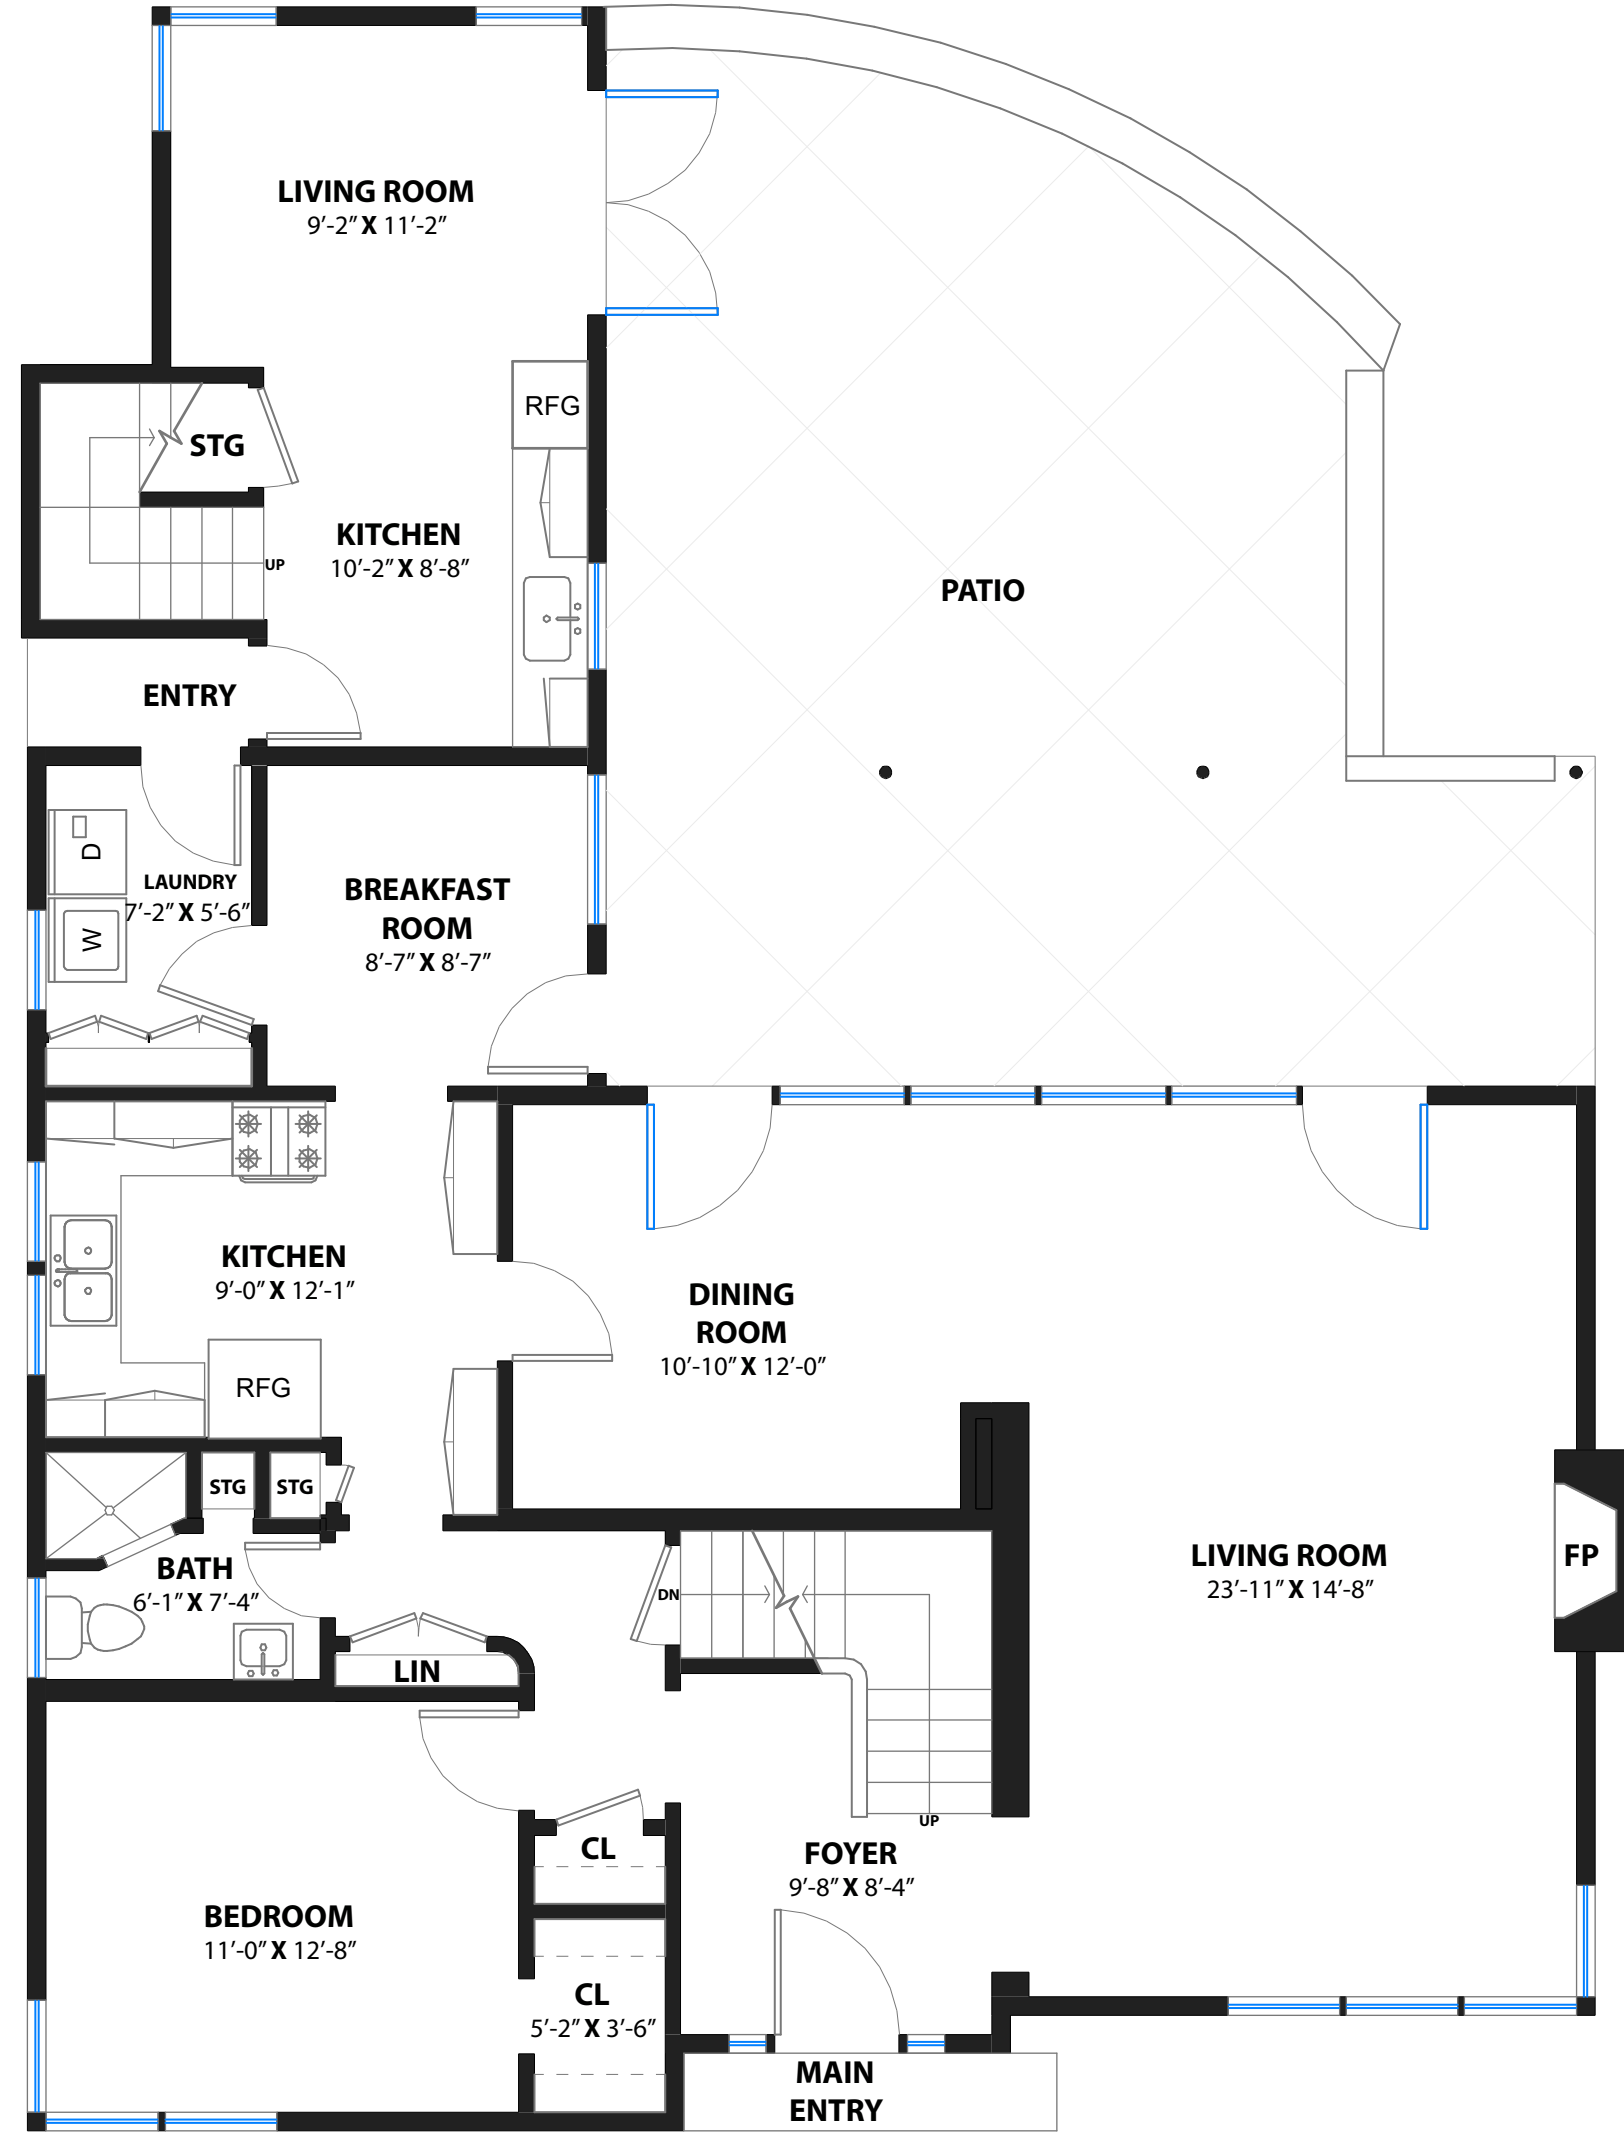 LIVING ROOM
9’-2” X 11’-2”
RFG
STG
KITCHEN
10’-2” X 8’-8”
UP
PATIO
ENTRY
D
LAUNDRY
7’-2” X 5’-6”
W
BREAKFAST
ROOM
8’-7” X 8’-7”
KITCHEN
9’-0” X 12’-1”
DINING
ROOM
10’-10” X 12’-0”
RFG
STG
STG
BATH
6’-1” X 7’-4”
DN
LIVING ROOM
23’-11” X 14’-8”
FP
LIN
UP
CL
FOYER
9’-8” X 8’-4”
BEDROOM
11’-0” X 12’-8”
CL
5’-2” X 3’-6”
MAIN
ENTRY